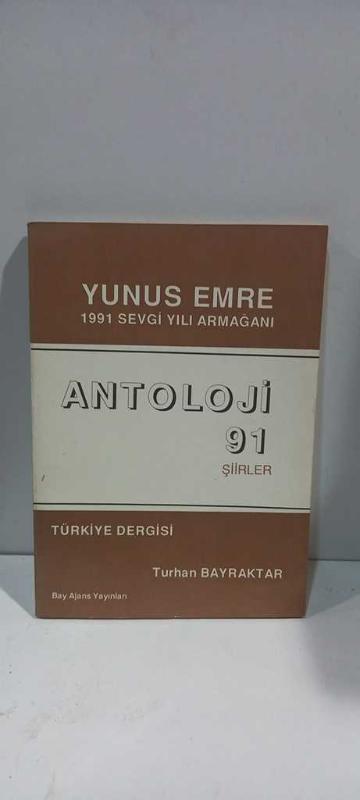 YUNUS EMRE
1991 SEVGİ YILI ARMAĞANI
ANTOLOJİ
91
ŞİİRLER
TÜRKİYE DERGİSİ
Turhan BAYRAKTAR
Bay Ajans Yayınları